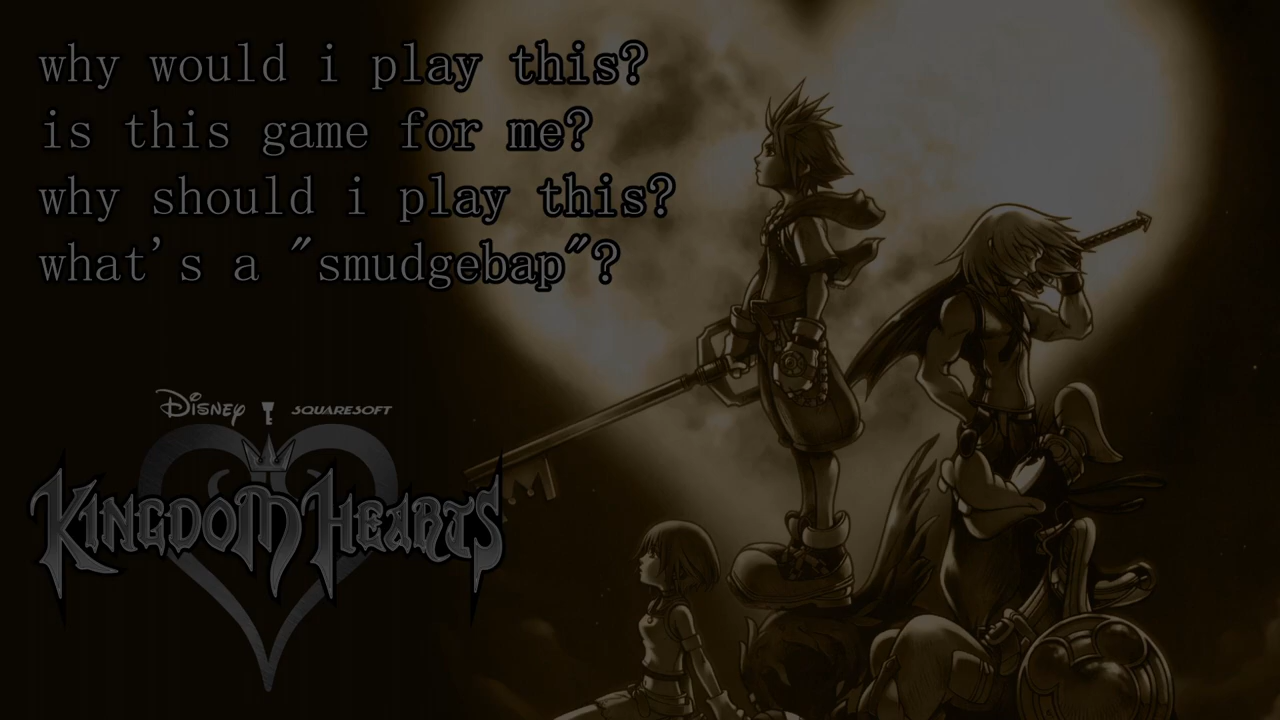 why would i play this?
is this game for me?
why should i play this?
what's a "smudgebap"?
Disney SQUARESOFT
KINGDOM HEARTS